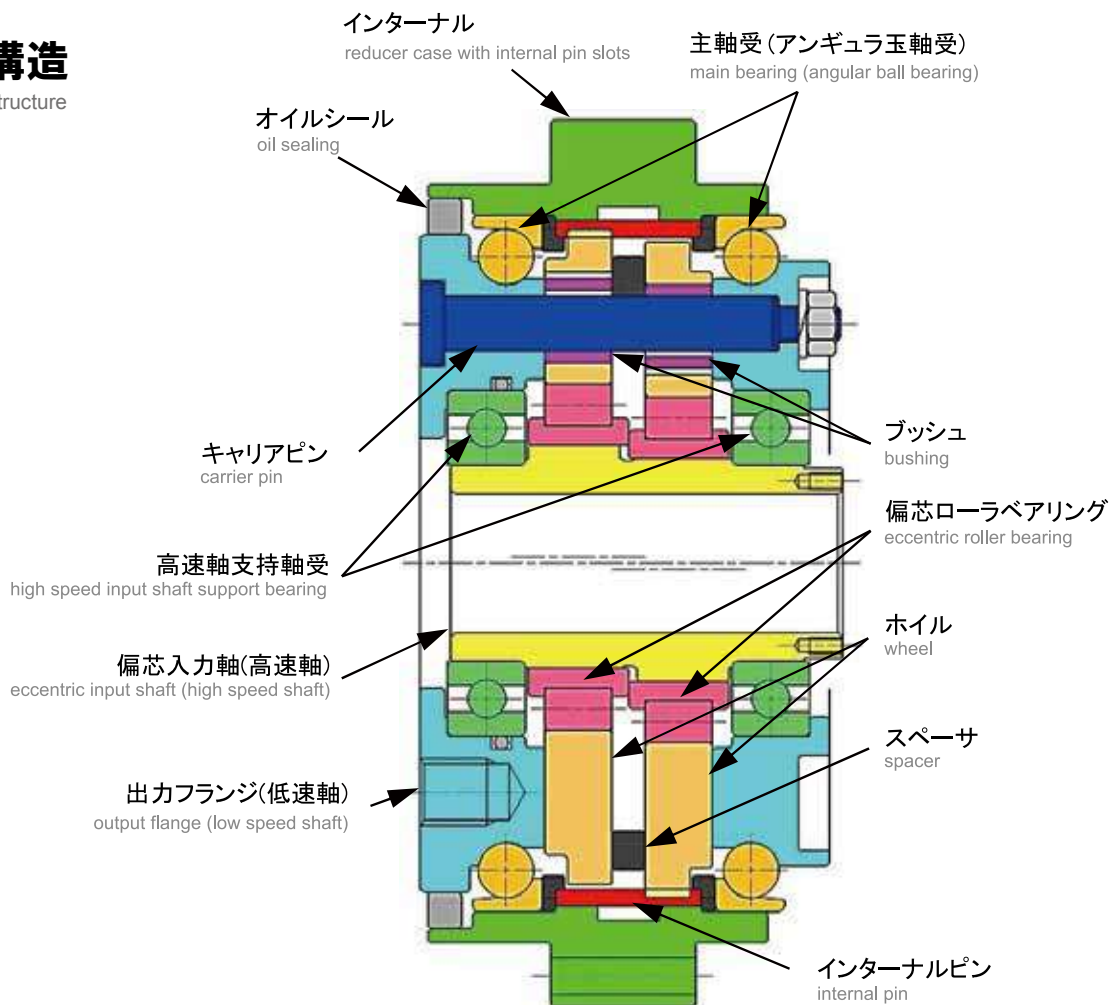 構造
tructure
インターナル
reducer case with internal pin slots
主軸受(アンギュラ玉軸受)
main bearing (angular ball bearing)
オイルシール
oil sealing
キャリアピン
carrier pin
ブッシュ
bushing
偏芯ローラベアリング
eccentric roller bearing
高速軸支持軸受
high speed input shaft support bearing
ホイル
wheel
偏芯入力軸(高速軸)
eccentric input shaft (high speed shaft)
スペーサ
spacer
出力フランジ(低速軸)
output flange (low speed shaft)
インターナルピン
internal pin